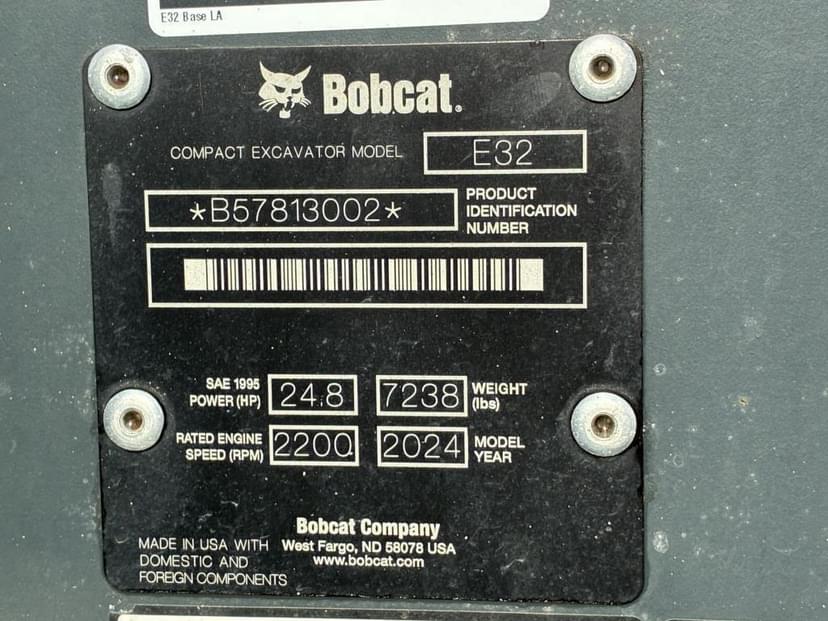 E32 Base LA
Bobcat®
COMPACT EXCAVATOR MODEL E32
*B57813002* PRODUCT IDENTIFICATION NUMBER
SAE 1995 POWER (HP) 24.8 7238 WEIGHT (lbs)
RATED ENGINE SPEED (RPM) 2200 2024 MODEL YEAR
Bobcat Company
MADE IN USA WITH West Fargo, ND 58078 USA
DOMESTIC AND www.bobcat.com
FOREIGN COMPONENTS